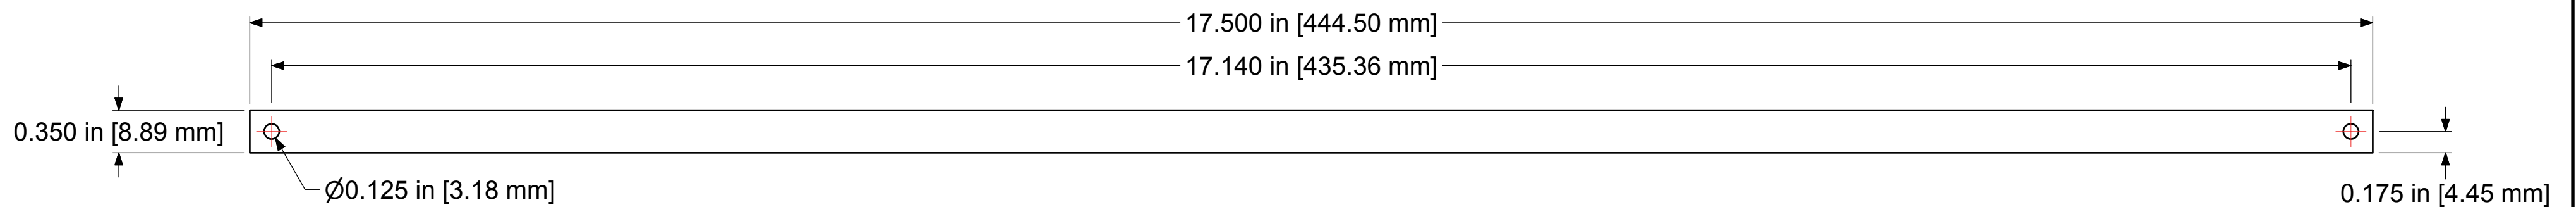 17.500 in [444.50 mm]
17.140 in [435.36 mm]
0.350 in [8.89 mm]
Ø0.125 in [3.18 mm]
0.175 in [4.45 mm]